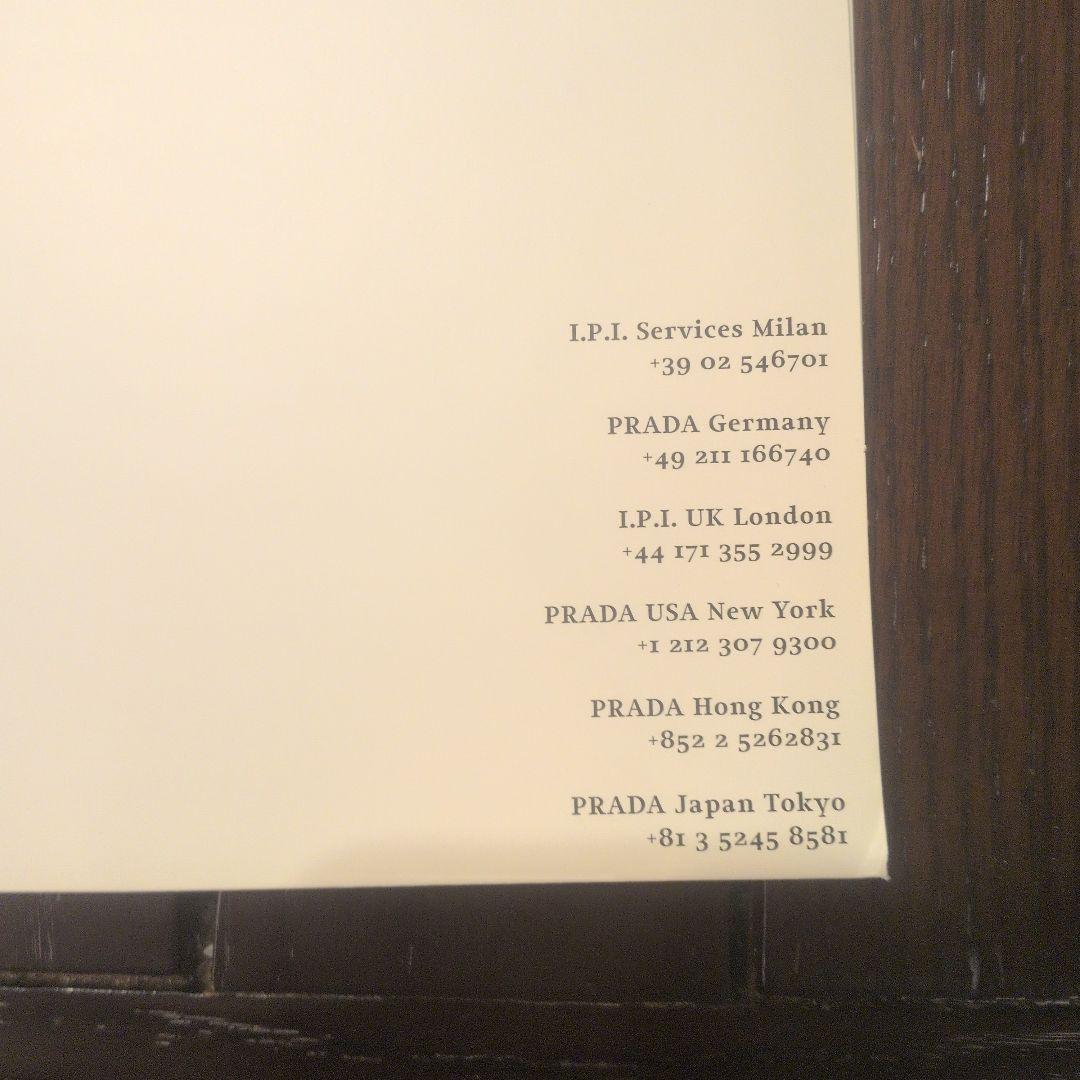 I.P.I. Services Milan
+39 02 546701
PRADA Germany
+49 211 166740
I.P.I. UK London
+44 171 355 2999
PRADA USA New York
+1 212 307 9300
PRADA Hong Kong
+852 2 5262831
PRADA Japan Tokyo
+81 3 5245 8581